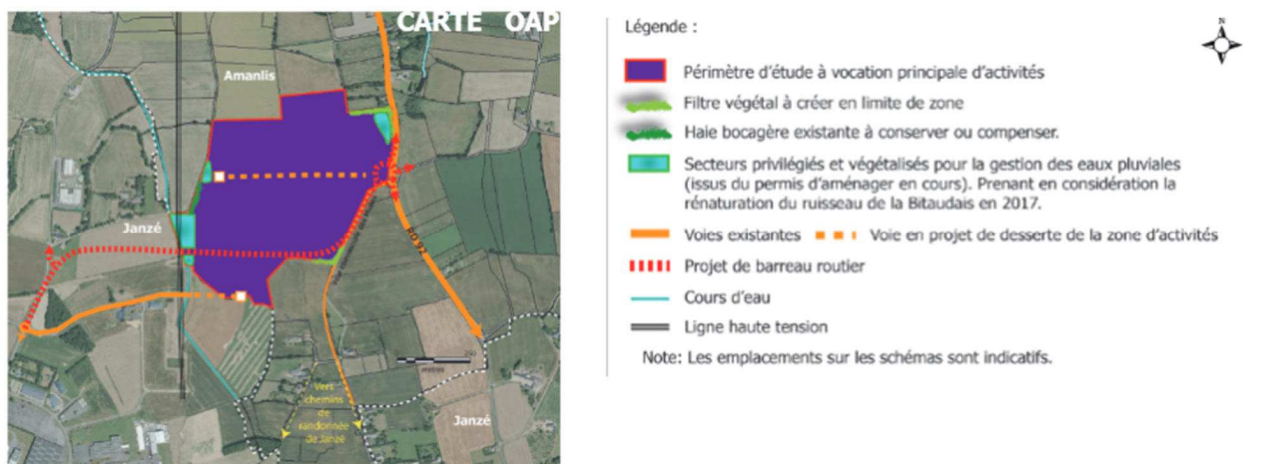 CARTE OAP
Amanlis
Janzé
RD 92
Vert
chemins
de
randonnée
de Janzé
mètres
Janzé
N
Légende :
Périmètre d'étude à vocation principale d'activités
Filtre végétal à créer en limite de zone
Haie bocagère existante à conserver ou compenser.
Secteurs privilégiés et végétalisés pour la gestion des eaux pluviales
(issus du permis d'aménager en cours). Prenant en considération la
rénaturation du ruisseau de la Bitaudais en 2017.
Voies existantes Voie en projet de desserte de la zone d'activités
Projet de barreau routier
Cours d'eau
Ligne haute tension
Note: Les emplacements sur les schémas sont indicatifs.